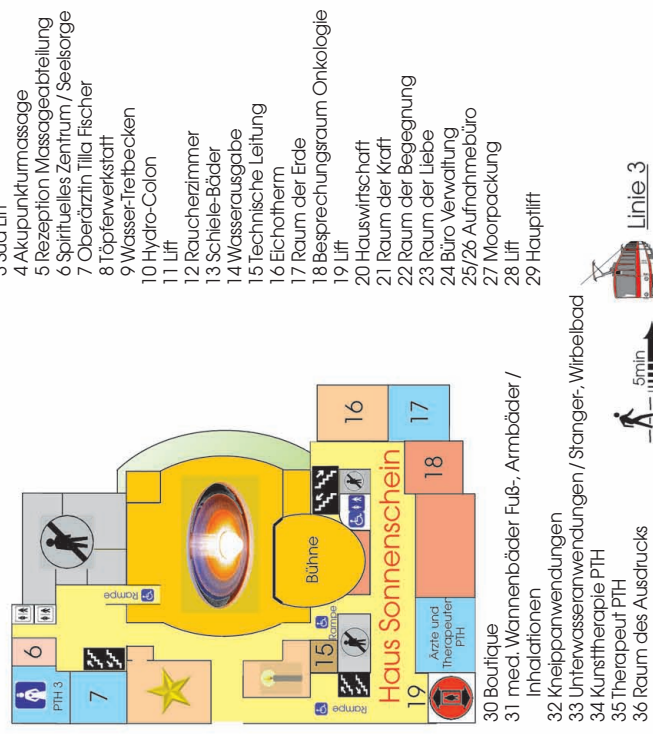 4 Akupunkturmassage
5 Rezeption Massageabteilung
6 Spirituelles Zentrum / Seelsorge
7 Oberärztin Tilla Fischer
8 Töpferwerkstatt
9 Wasser-Tretbecken
10 Hydro-Colon
11 Lift
12 Raucherzimmer
13 Schiele-Bäder
14 Wasserausgabe
15 Technische Leitung
16 Eichotherm
17 Raum der Erde
18 Besprechungsraum Onkologie
19 Lift
20 Hauswirtschaft
21 Raum der Kraft
22 Raum der Begegnung
23 Raum der Liebe
24 Büro Verwaltung
25/26 Aufnahmebüro
27 Moorpackung
28 Lift
29 Hauptlift
6
PTH 3
7
Rampe
Bühne
Rampe
15
Rampe
Haus Sonnenschein
16
17
18
19
Ärzte und
Therapeuten
PTH
30 Boutique
31 med. Wannenbäder Fuß-, Armbäder /
Inhalationen
32 Kneippanwendungen
33 Unterwasseranwendungen / Stanger-, Wirbelbad
34 Kunsttherapie PTH
35 Therapeut PTH
36 Raum des Ausdrucks
5min
Linie 3